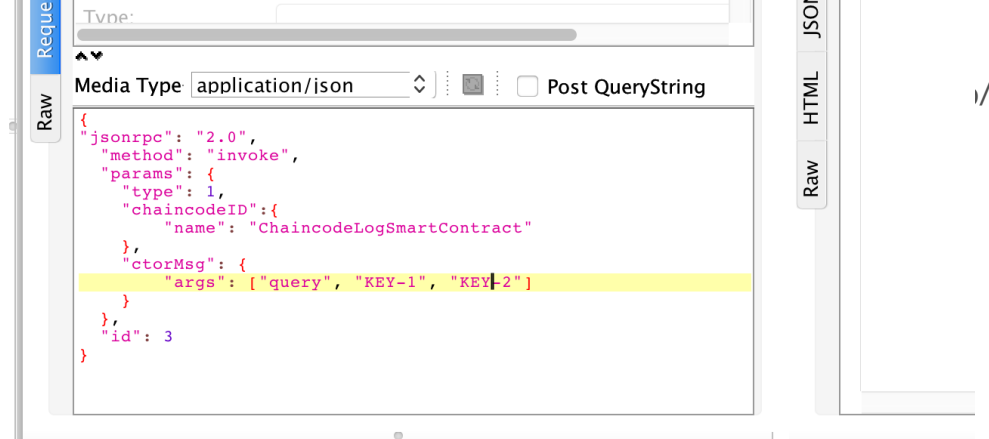 Reque
Raw
Type:
Media Type application/json Post QueryString
{
"jsonrpc": "2.0",
  "method": "invoke",
  "params": {
    "type": 1,
    "chaincodeID":{
        "name": "ChaincodeLogSmartContract"
    },
    "ctorMsg": {
        "args": ["query", "KEY-1", "KEY-2"]
    }
  },
  "id": 3
}
JSON
HTML
Raw